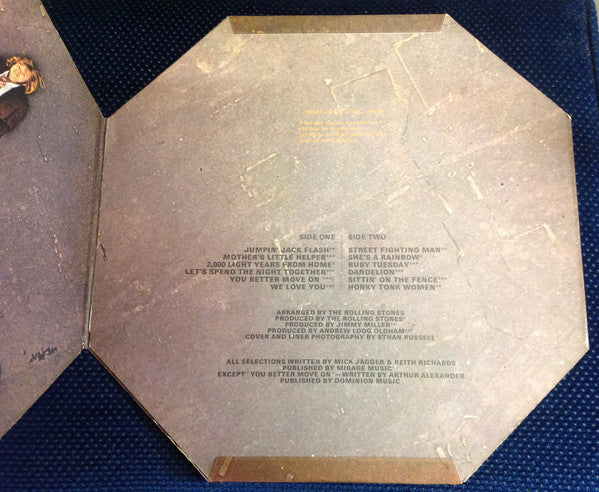 SIDE ONE
JUMPIN' JACK FLASH**
MOTHER'S LITTLE HELPER***
2,000 LIGHT YEARS FROM HOME*
LET'S SPEND THE NIGHT TOGETHER***
YOU BETTER MOVE ON***
WE LOVE YOU***
SIDE TWO
STREET FIGHTING MAN**
SHE'S A RAINBOW*
RUBY TUESDAY***
DANDELION***
SITTIN' ON THE FENCE***
HONKY TONK WOMEN**
ARRANGED BY THE ROLLING STONES
PRODUCED BY THE ROLLING STONES*
PRODUCED BY JIMMY MILLER**
PRODUCED BY ANDREW LOOG OLDHAM***
COVER AND LINER PHOTOGRAPHY BY ETHAN RUSSELL
ALL SELECTIONS WRITTEN BY MICK JAGGER & KEITH RICHARDS
PUBLISHED BY MIRAGE MUSIC
EXCEPT "YOU BETTER MOVE ON"—WRITTEN BY ARTHUR ALEXANDER
PUBLISHED BY DOMINION MUSIC